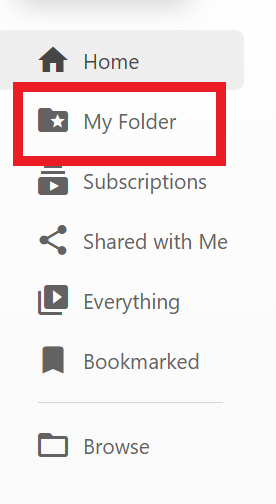 Home
My Folder
Subscriptions
Shared with Me
Everything
Bookmarked
Browse